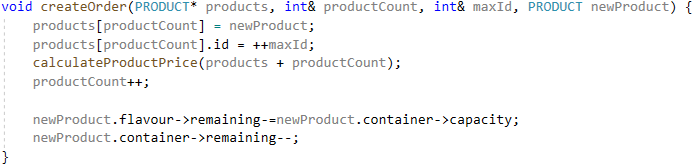 void createOrder(PRODUCT* products, int& productCount, int& maxId, PRODUCT newProduct) {
products[productCount] = newProduct;
products[productCount].id = ++maxId;
calculateProductPrice(products + productCount);
productCount++;
newProduct.flavour->remaining-=newProduct.container->capacity;
newProduct.container->remaining--;
}